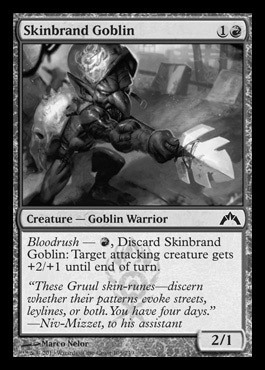 Skinbrand Goblin 1
Creature — Goblin Warrior
Bloodrush — , Discard Skinbrand
Goblin: Target attacking creature gets
+2/+1 until end of turn.
"These Gruul skin-runes—discern
whether their patterns evoke streets,
leylines, or both. You have four days."
—Niv-Mizzet, to his assistant
2/1
Marco Nelor